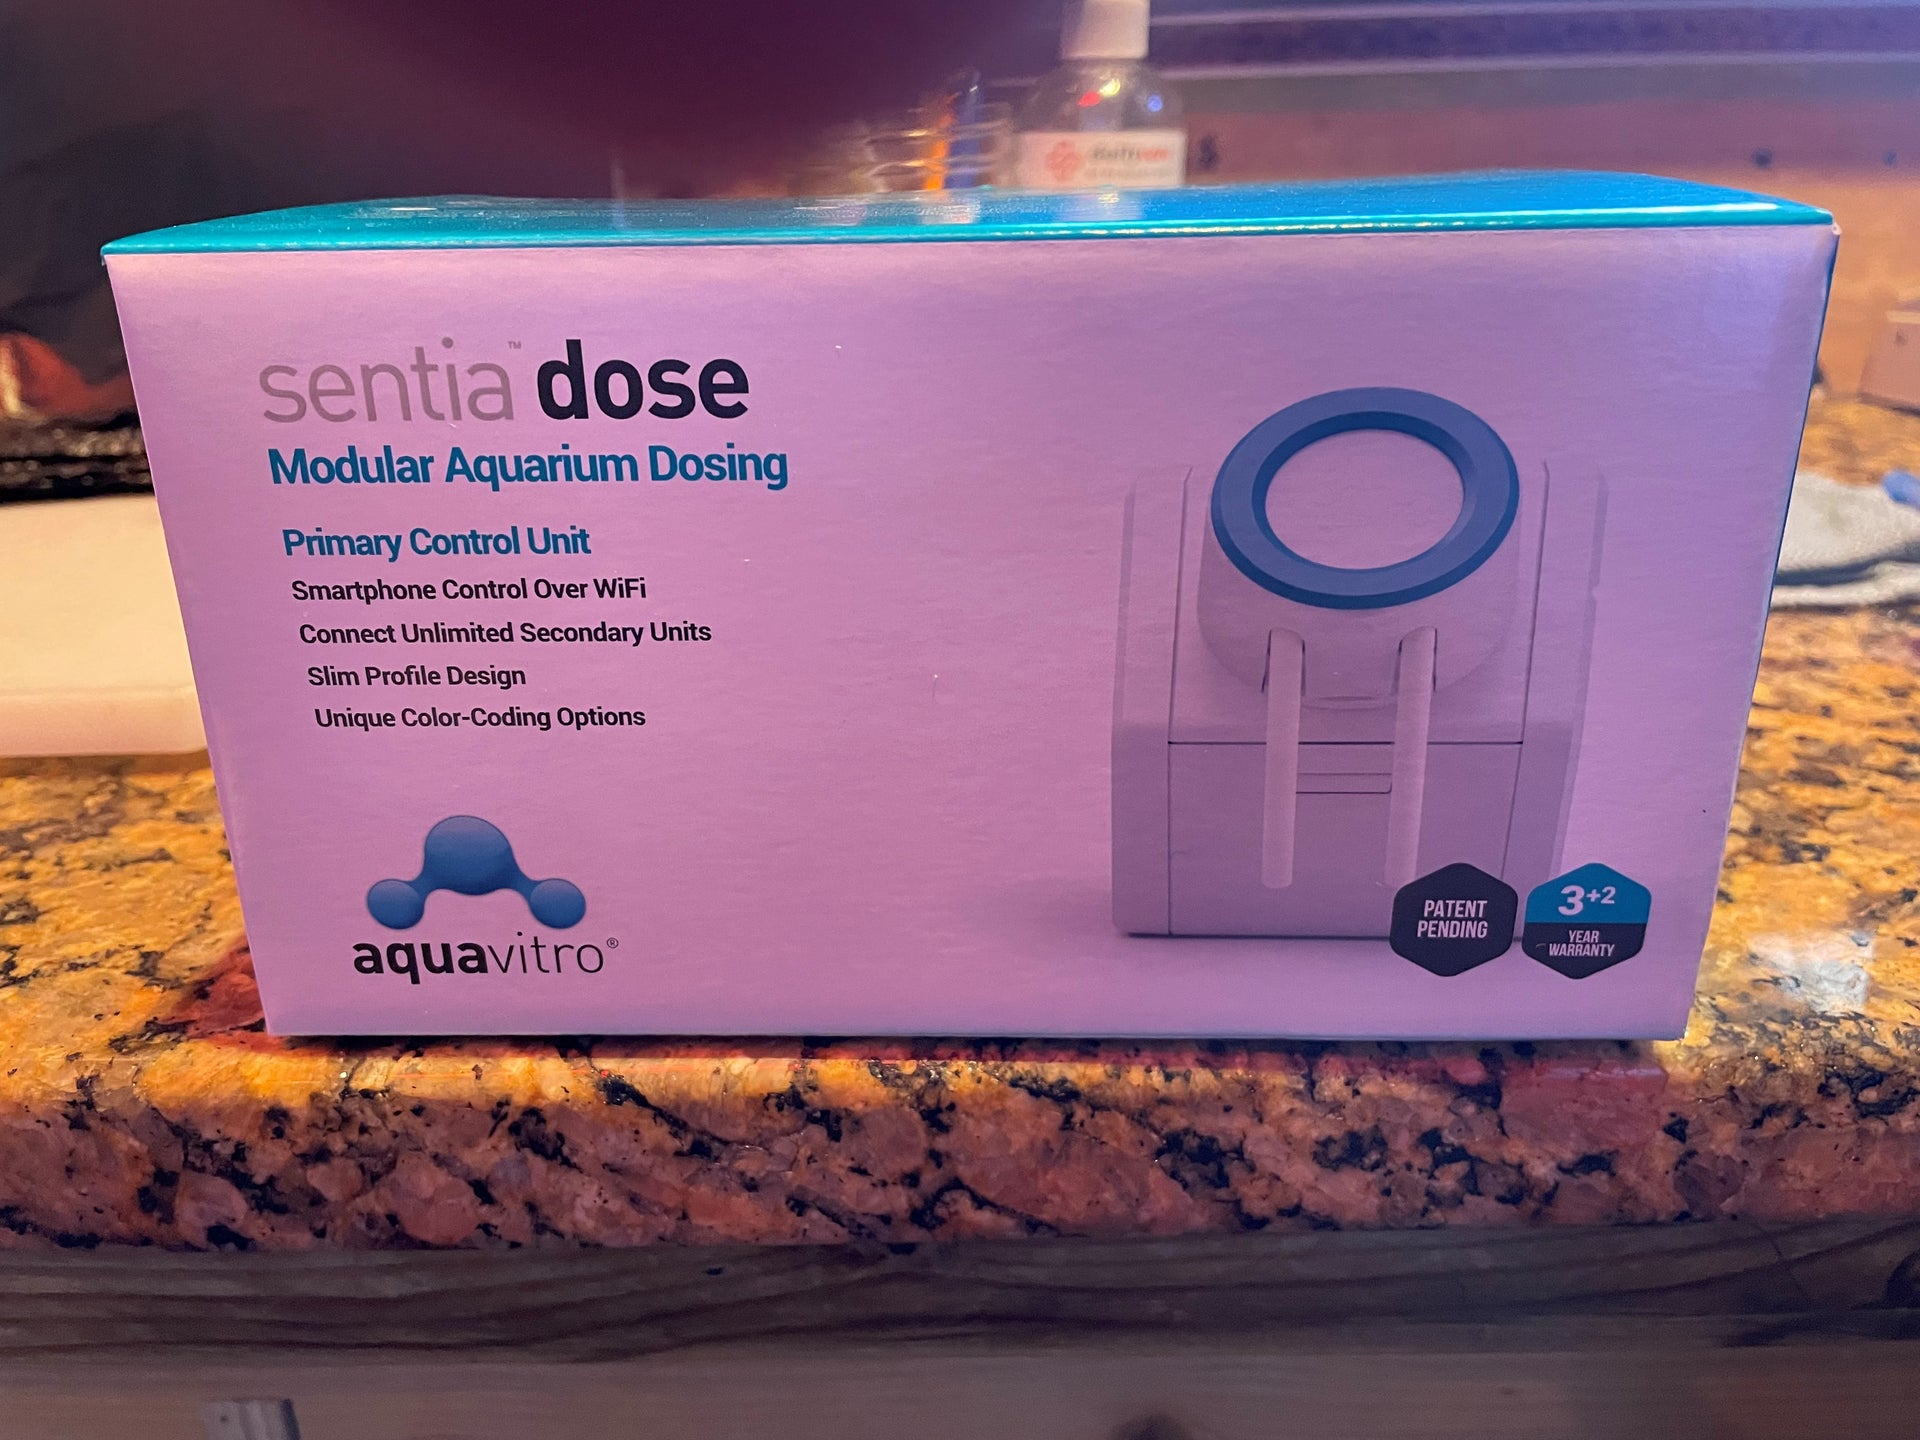 sentia™ dose
Modular Aquarium Dosing
Primary Control Unit
Smartphone Control Over WiFi
Connect Unlimited Secondary Units
Slim Profile Design
Unique Color-Coding Options
aquavitro®
PATENT
PENDING
3+2
YEAR
WARRANTY